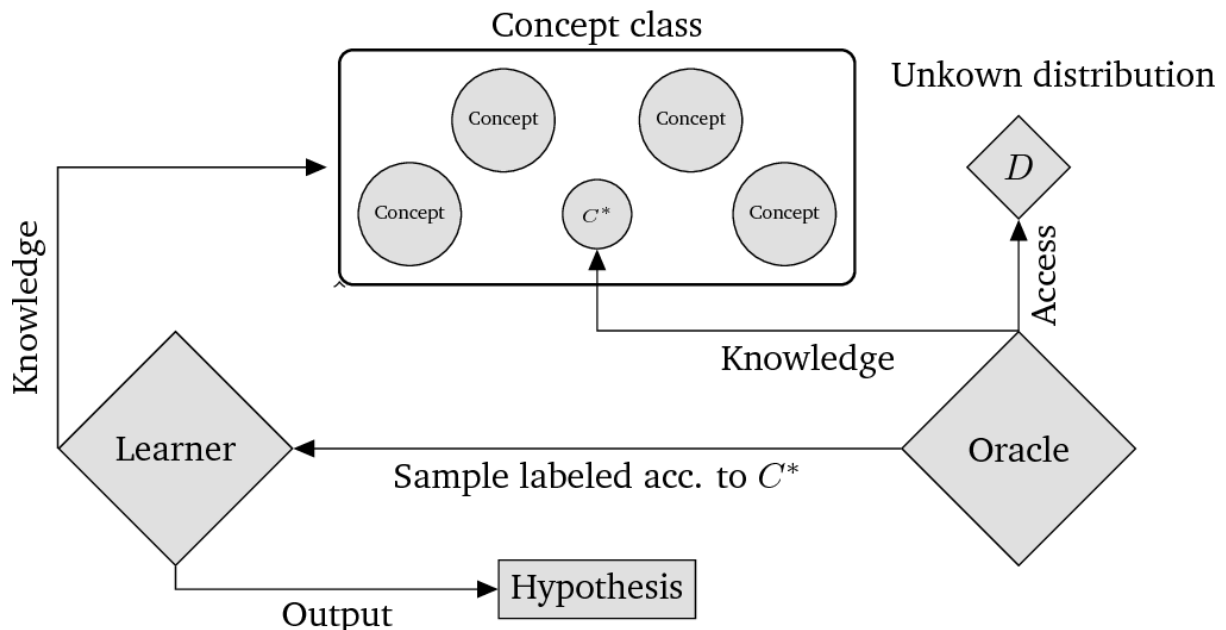 Concept class
Unkown distribution
Concept
Concept
D
Concept
C*
Concept
Knowledge
Access
^
Knowledge
Learner
Oracle
Sample labeled acc. to C*
Hypothesis
Output